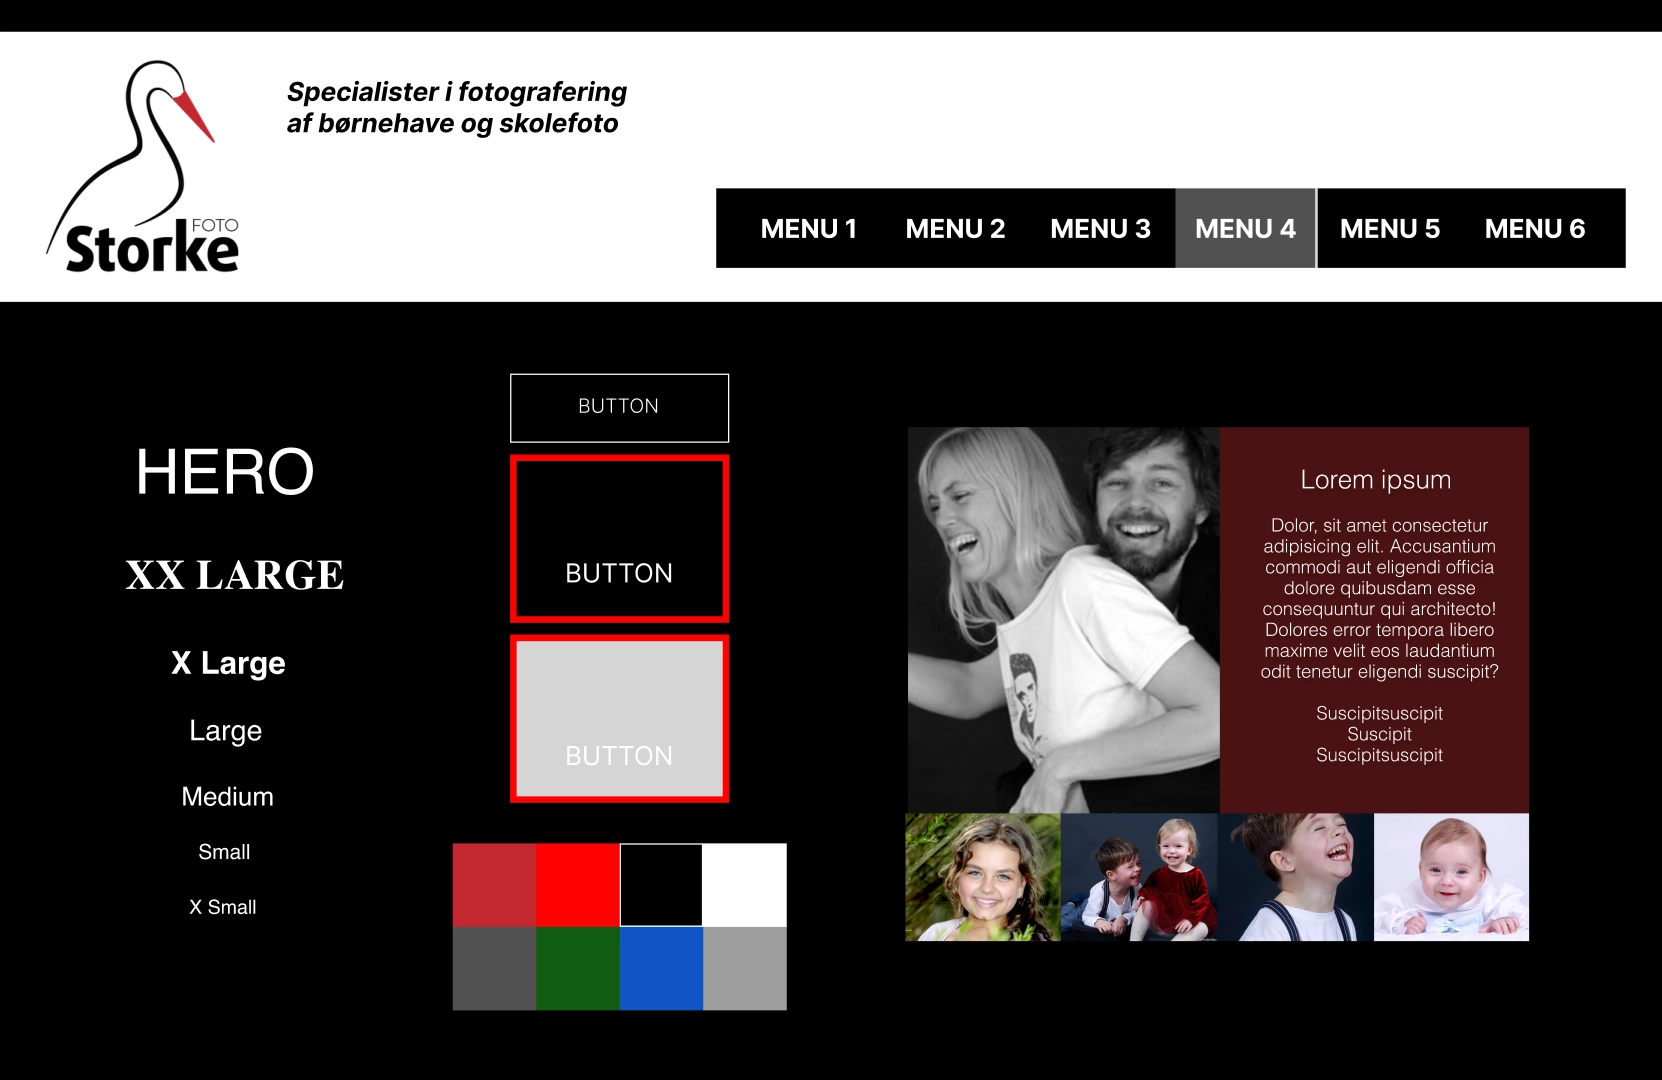 Specialister i fotografering
af børnehave og skolefoto
FOTO
Storke
MENU 1
MENU 2
MENU 3
MENU 4
MENU 5
MENU 6
HERO
XX LARGE
X Large
Large
Medium
Small
X Small
BUTTON
BUTTON
BUTTON
Lorem ipsum
Dolor, sit amet consectetur
adipisicing elit. Accusantium
commodi aut eligendi officia
dolore quibusdam esse
consequuntur qui architecto!
Dolores error tempora libero
maxime velit eos laudantium
odit tenetur eligendi suscipit?
Suscipitsuscipit
Suscipit
Suscipitsuscipit